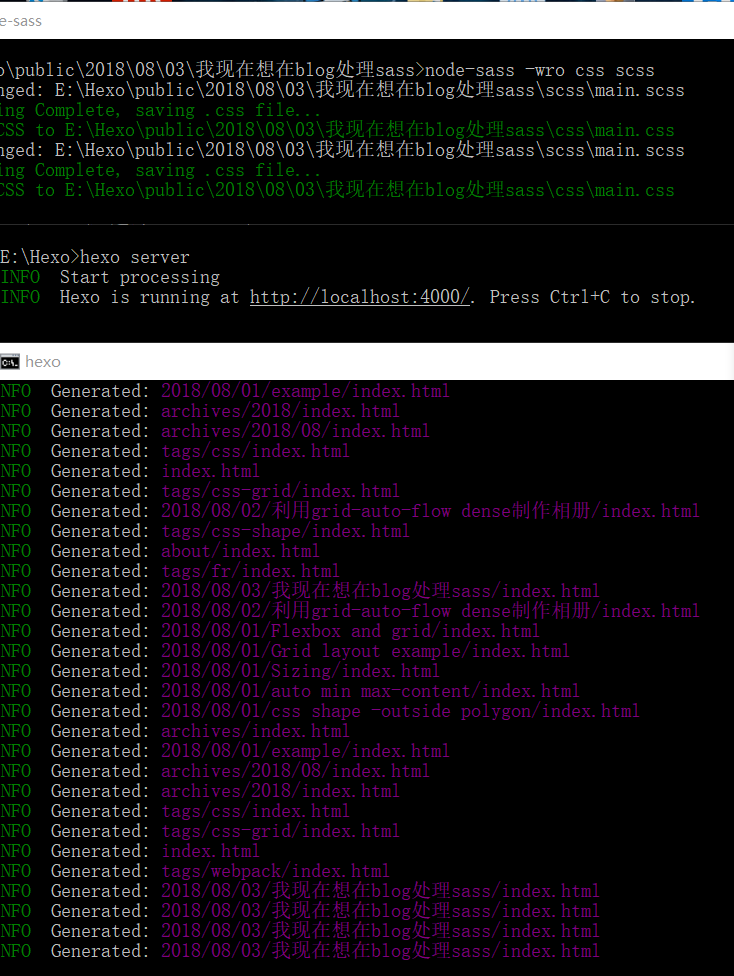 e-sass
o\public\2018\08\03\我现在想在blog处理sass>node-sass -wro css scss
nged: E:\Hexo\public\2018\08\03\我现在想在blog处理sass\scss\main.scss
ing Complete, saving .css file...
CSS to E:\Hexo\public\2018\08\03\我现在想在blog处理sass\css\main.css
nged: E:\Hexo\public\2018\08\03\我现在想在blog处理sass\scss\main.scss
ing Complete, saving .css file...
CSS to E:\Hexo\public\2018\08\03\我现在想在blog处理sass\css\main.css
E:\Hexo>hexo server
INFO  Start processing
INFO  Hexo is running at http://localhost:4000/. Press Ctrl+C to stop.
C:\. hexo
NFO  Generated: 2018/08/01/example/index.html
NFO  Generated: archives/2018/index.html
NFO  Generated: archives/2018/08/index.html
NFO  Generated: tags/css/index.html
NFO  Generated: index.html
NFO  Generated: tags/css-grid/index.html
NFO  Generated: 2018/08/02/利用grid-auto-flow dense制作相册/index.html
NFO  Generated: tags/css-shape/index.html
NFO  Generated: about/index.html
NFO  Generated: tags/fr/index.html
NFO  Generated: 2018/08/03/我现在想在blog处理sass/index.html
NFO  Generated: 2018/08/02/利用grid-auto-flow dense制作相册/index.html
NFO  Generated: 2018/08/01/Flexbox and grid/index.html
NFO  Generated: 2018/08/01/Grid layout example/index.html
NFO  Generated: 2018/08/01/Sizing/index.html
NFO  Generated: 2018/08/01/auto min max-content/index.html
NFO  Generated: 2018/08/01/css shape -outside polygon/index.html
NFO  Generated: archives/index.html
NFO  Generated: 2018/08/01/example/index.html
NFO  Generated: archives/2018/08/index.html
NFO  Generated: archives/2018/index.html
NFO  Generated: tags/css/index.html
NFO  Generated: tags/css-grid/index.html
NFO  Generated: index.html
NFO  Generated: tags/webpack/index.html
NFO  Generated: 2018/08/03/我现在想在blog处理sass/index.html
NFO  Generated: 2018/08/03/我现在想在blog处理sass/index.html
NFO  Generated: 2018/08/03/我现在想在blog处理sass/index.html
NFO  Generated: 2018/08/03/我现在想在blog处理sass/index.html